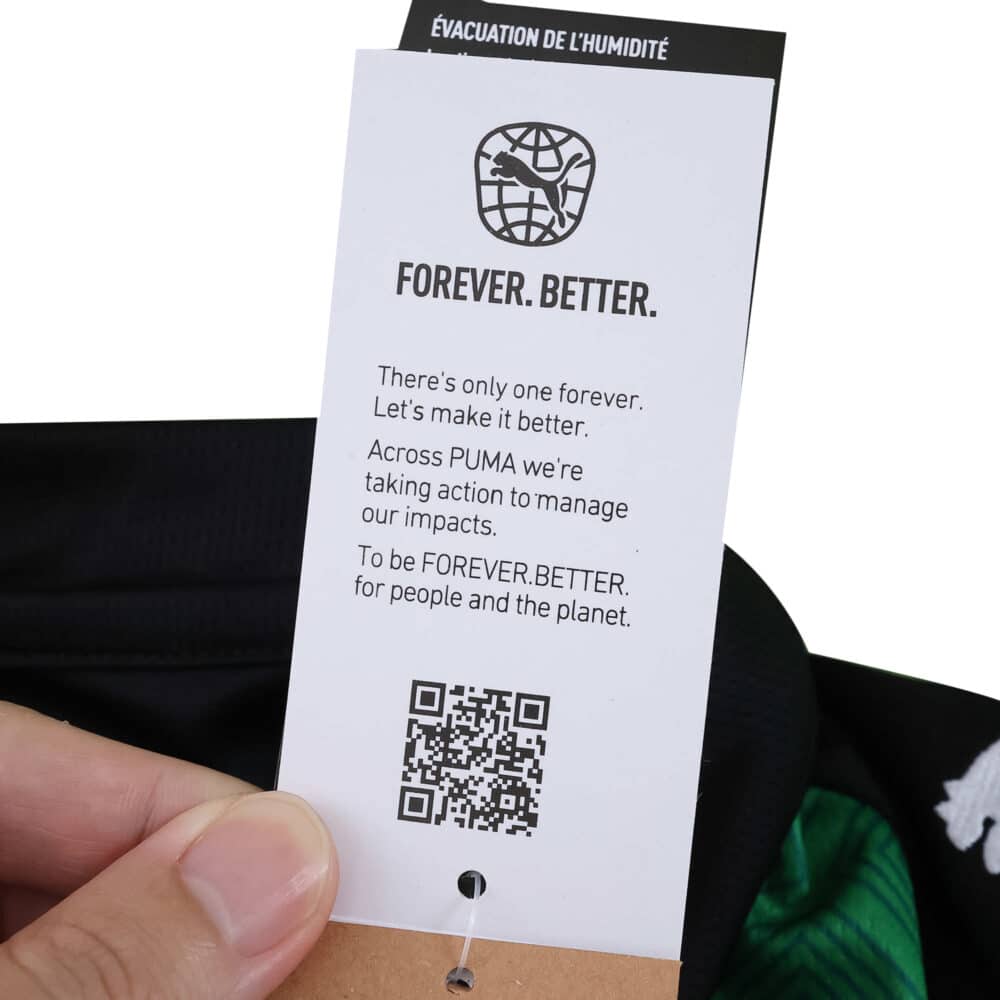 ÉVACUATION DE L'HUMIDITÉ
FOREVER. BETTER.
There's only one forever.
Let's make it better.
Across PUMA we're
taking action to manage
our impacts.
To be FOREVER.BETTER.
for people and the planet.